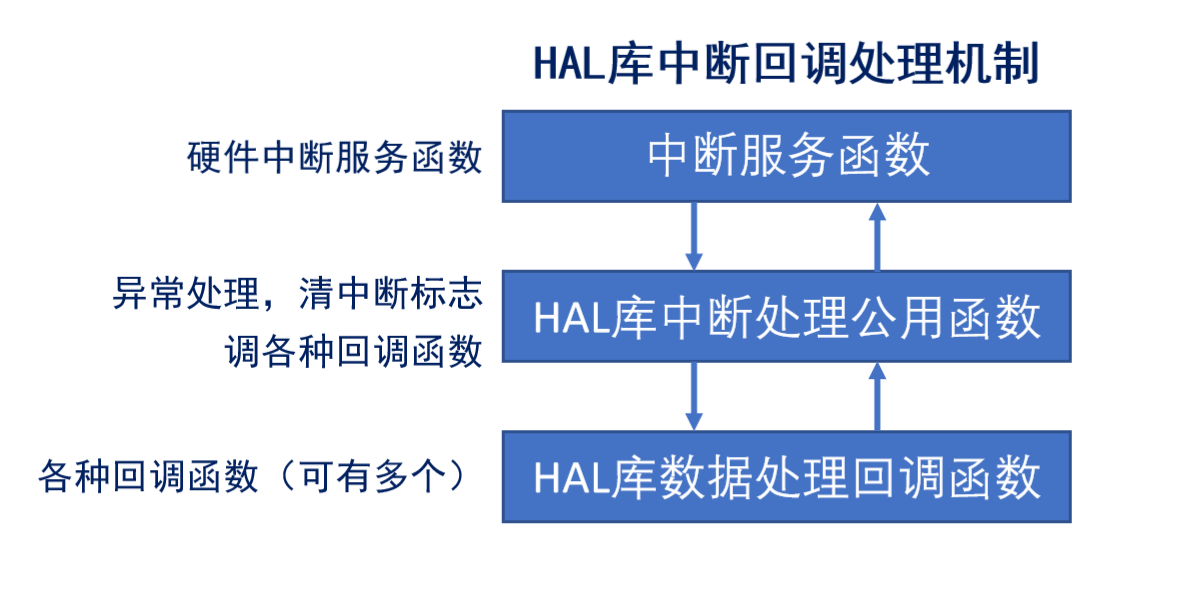 HAL库中断回调处理机制
硬件中断服务函数
中断服务函数
异常处理，清中断标志
调各种回调函数
HAL库中断处理公用函数
各种回调函数（可有多个）
HAL库数据处理回调函数